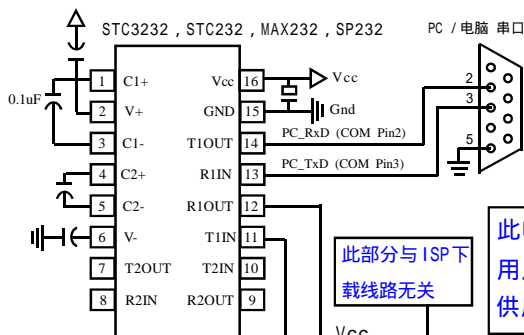 STC3232，STC232，MAX232，SP232
PC /电脑 串口
1 C1+ Vcc 16 Vcc
0.1uF
2 V+ GND 15 Gnd
3 C1- T1OUT 14 PC_RxD (COM Pin2) 2
4 C2+ R1IN 13 PC_TxD (COM Pin3) 3
5
5 C2- R1OUT 12
6 V- T1IN 11
7 T2OUT T2IN 10
8 R2IN R2OUT 9
此部分与ISP下
载线路无关
用
供
Vcc